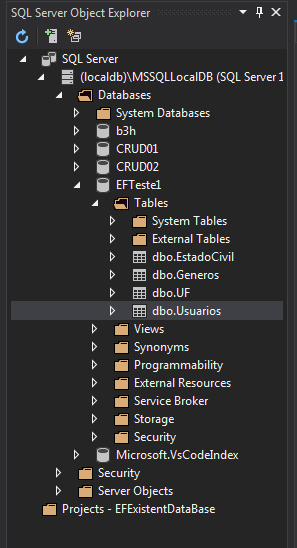 SQL Server Object Explorer
SQL Server
(localdb)\MSSQLLocalDB (SQL Server 1
Databases
System Databases
b3h
CRUD01
CRUD02
EFTeste1
Tables
System Tables
External Tables
dbo.EstadoCivil
dbo.Generos
dbo.UF
dbo.Usuarios
Views
Synonyms
Programmability
External Resources
Service Broker
Storage
Security
Microsoft.VsCodeIndex
Security
Server Objects
Projects - EFExistentDataBase